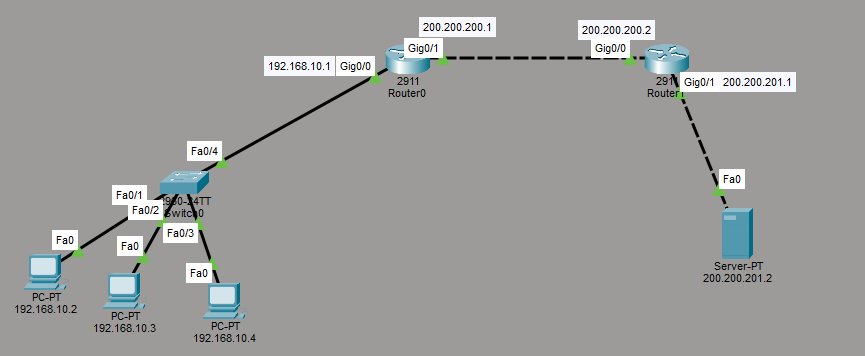 200.200.200.1
200.200.200.2
Gig0/1
Gig0/0
192.168.10.1 Gig0/0
2911
Router0
Gig0/1 200.200.201.1
Fa0/4
Fa0
Fa0/1
Fa0/2
Switch0
Fa0/3
Fa0
Fa0
Fa0
PC-PT
192.168.10.2
PC-PT
192.168.10.3
PC-PT
192.168.10.4
Server-PT
200.200.201.2